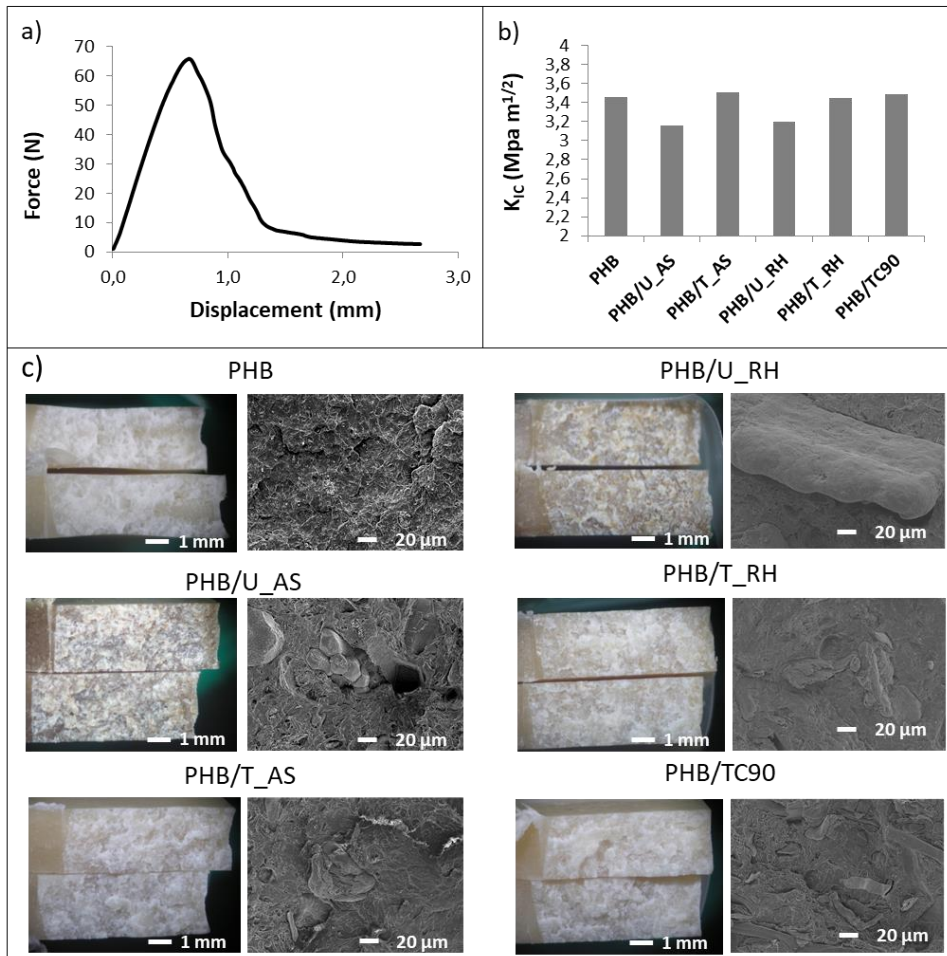 a)
70
60
50
40
30
20
10
0
Force (N)
0,0 1,0 2,0 3,0
Displacement (mm)
b)
4
3,8
3,6
3,4
3,2
3
2,8
2,6
2,4
2,2
2
K_IC (Mpa m^1/2)
PHB
PHB/U_AS
PHB/T_AS
PHB/U_RH
PHB/T_RH
PHB/TC90
c)
PHB
1 mm 20 µm
PHB/U_RH
1 mm 20 µm
PHB/U_AS
1 mm 20 µm
PHB/T_RH
1 mm 20 µm
PHB/T_AS
1 mm 20 µm
PHB/TC90
1 mm 20 µm